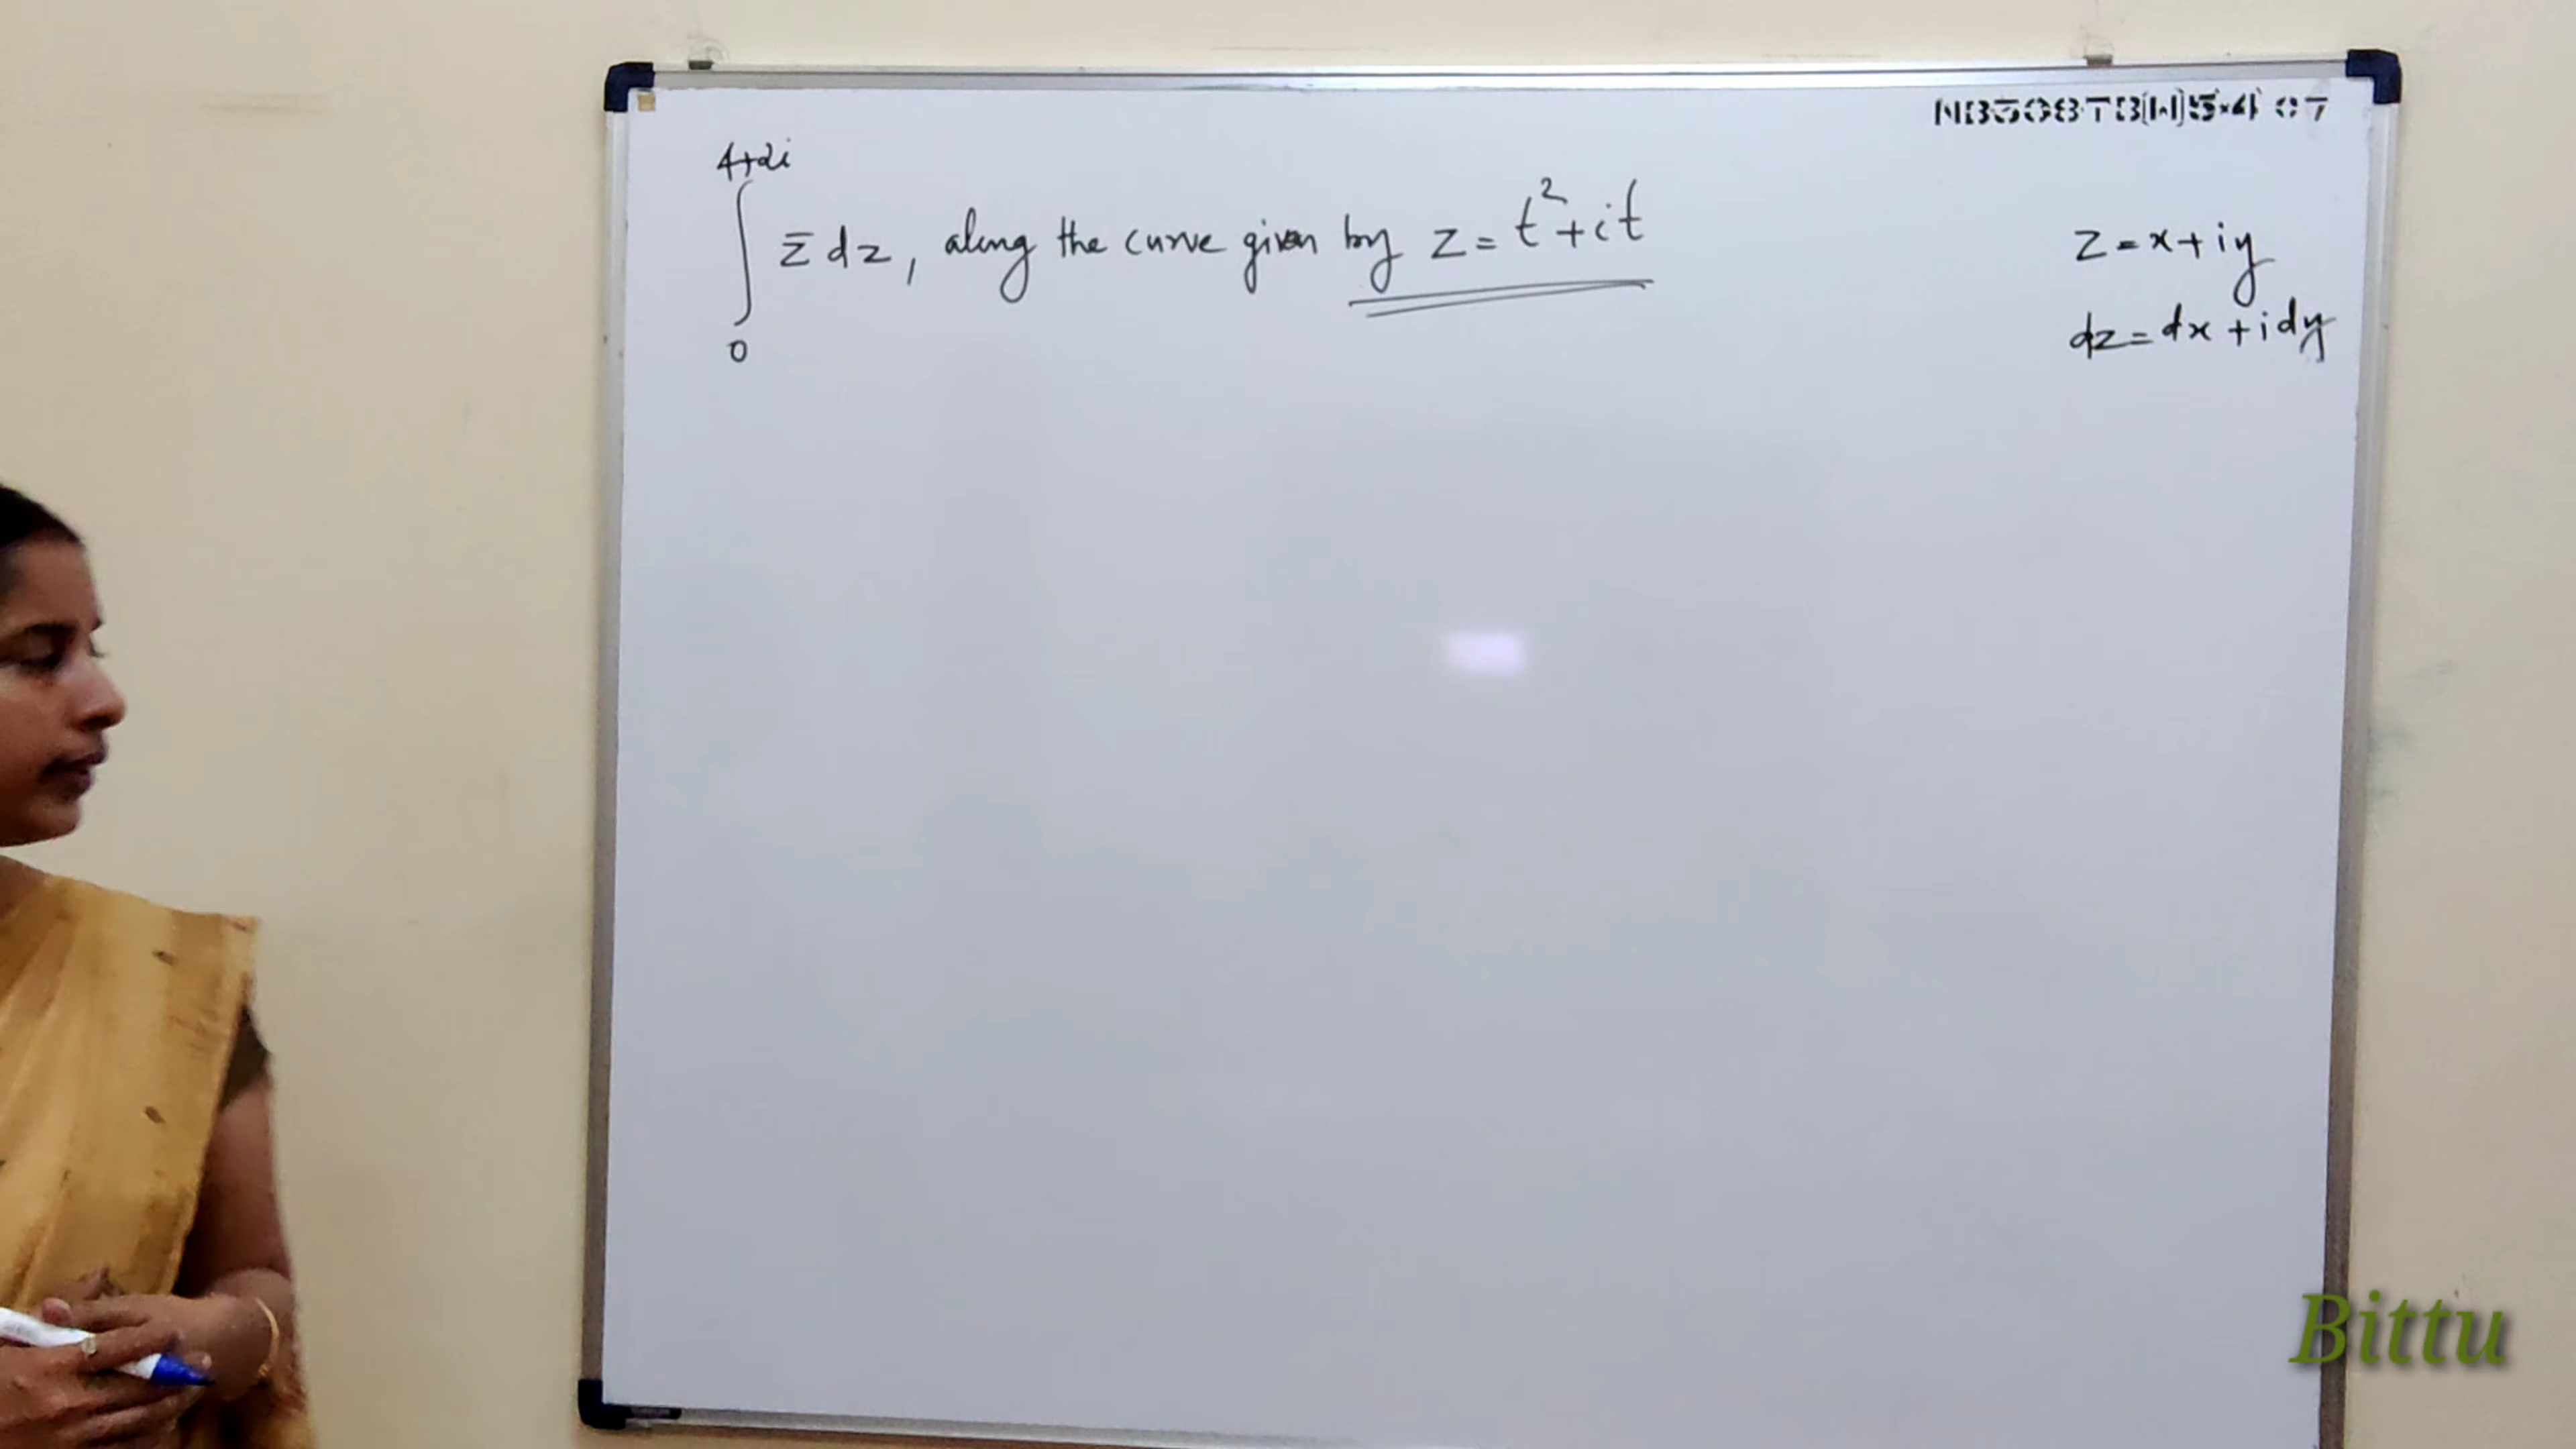 4+2i
∫ z̄ dz, along the curve given by z = t² + it
0
z = x + iy
dz = dx + idy
Bittu